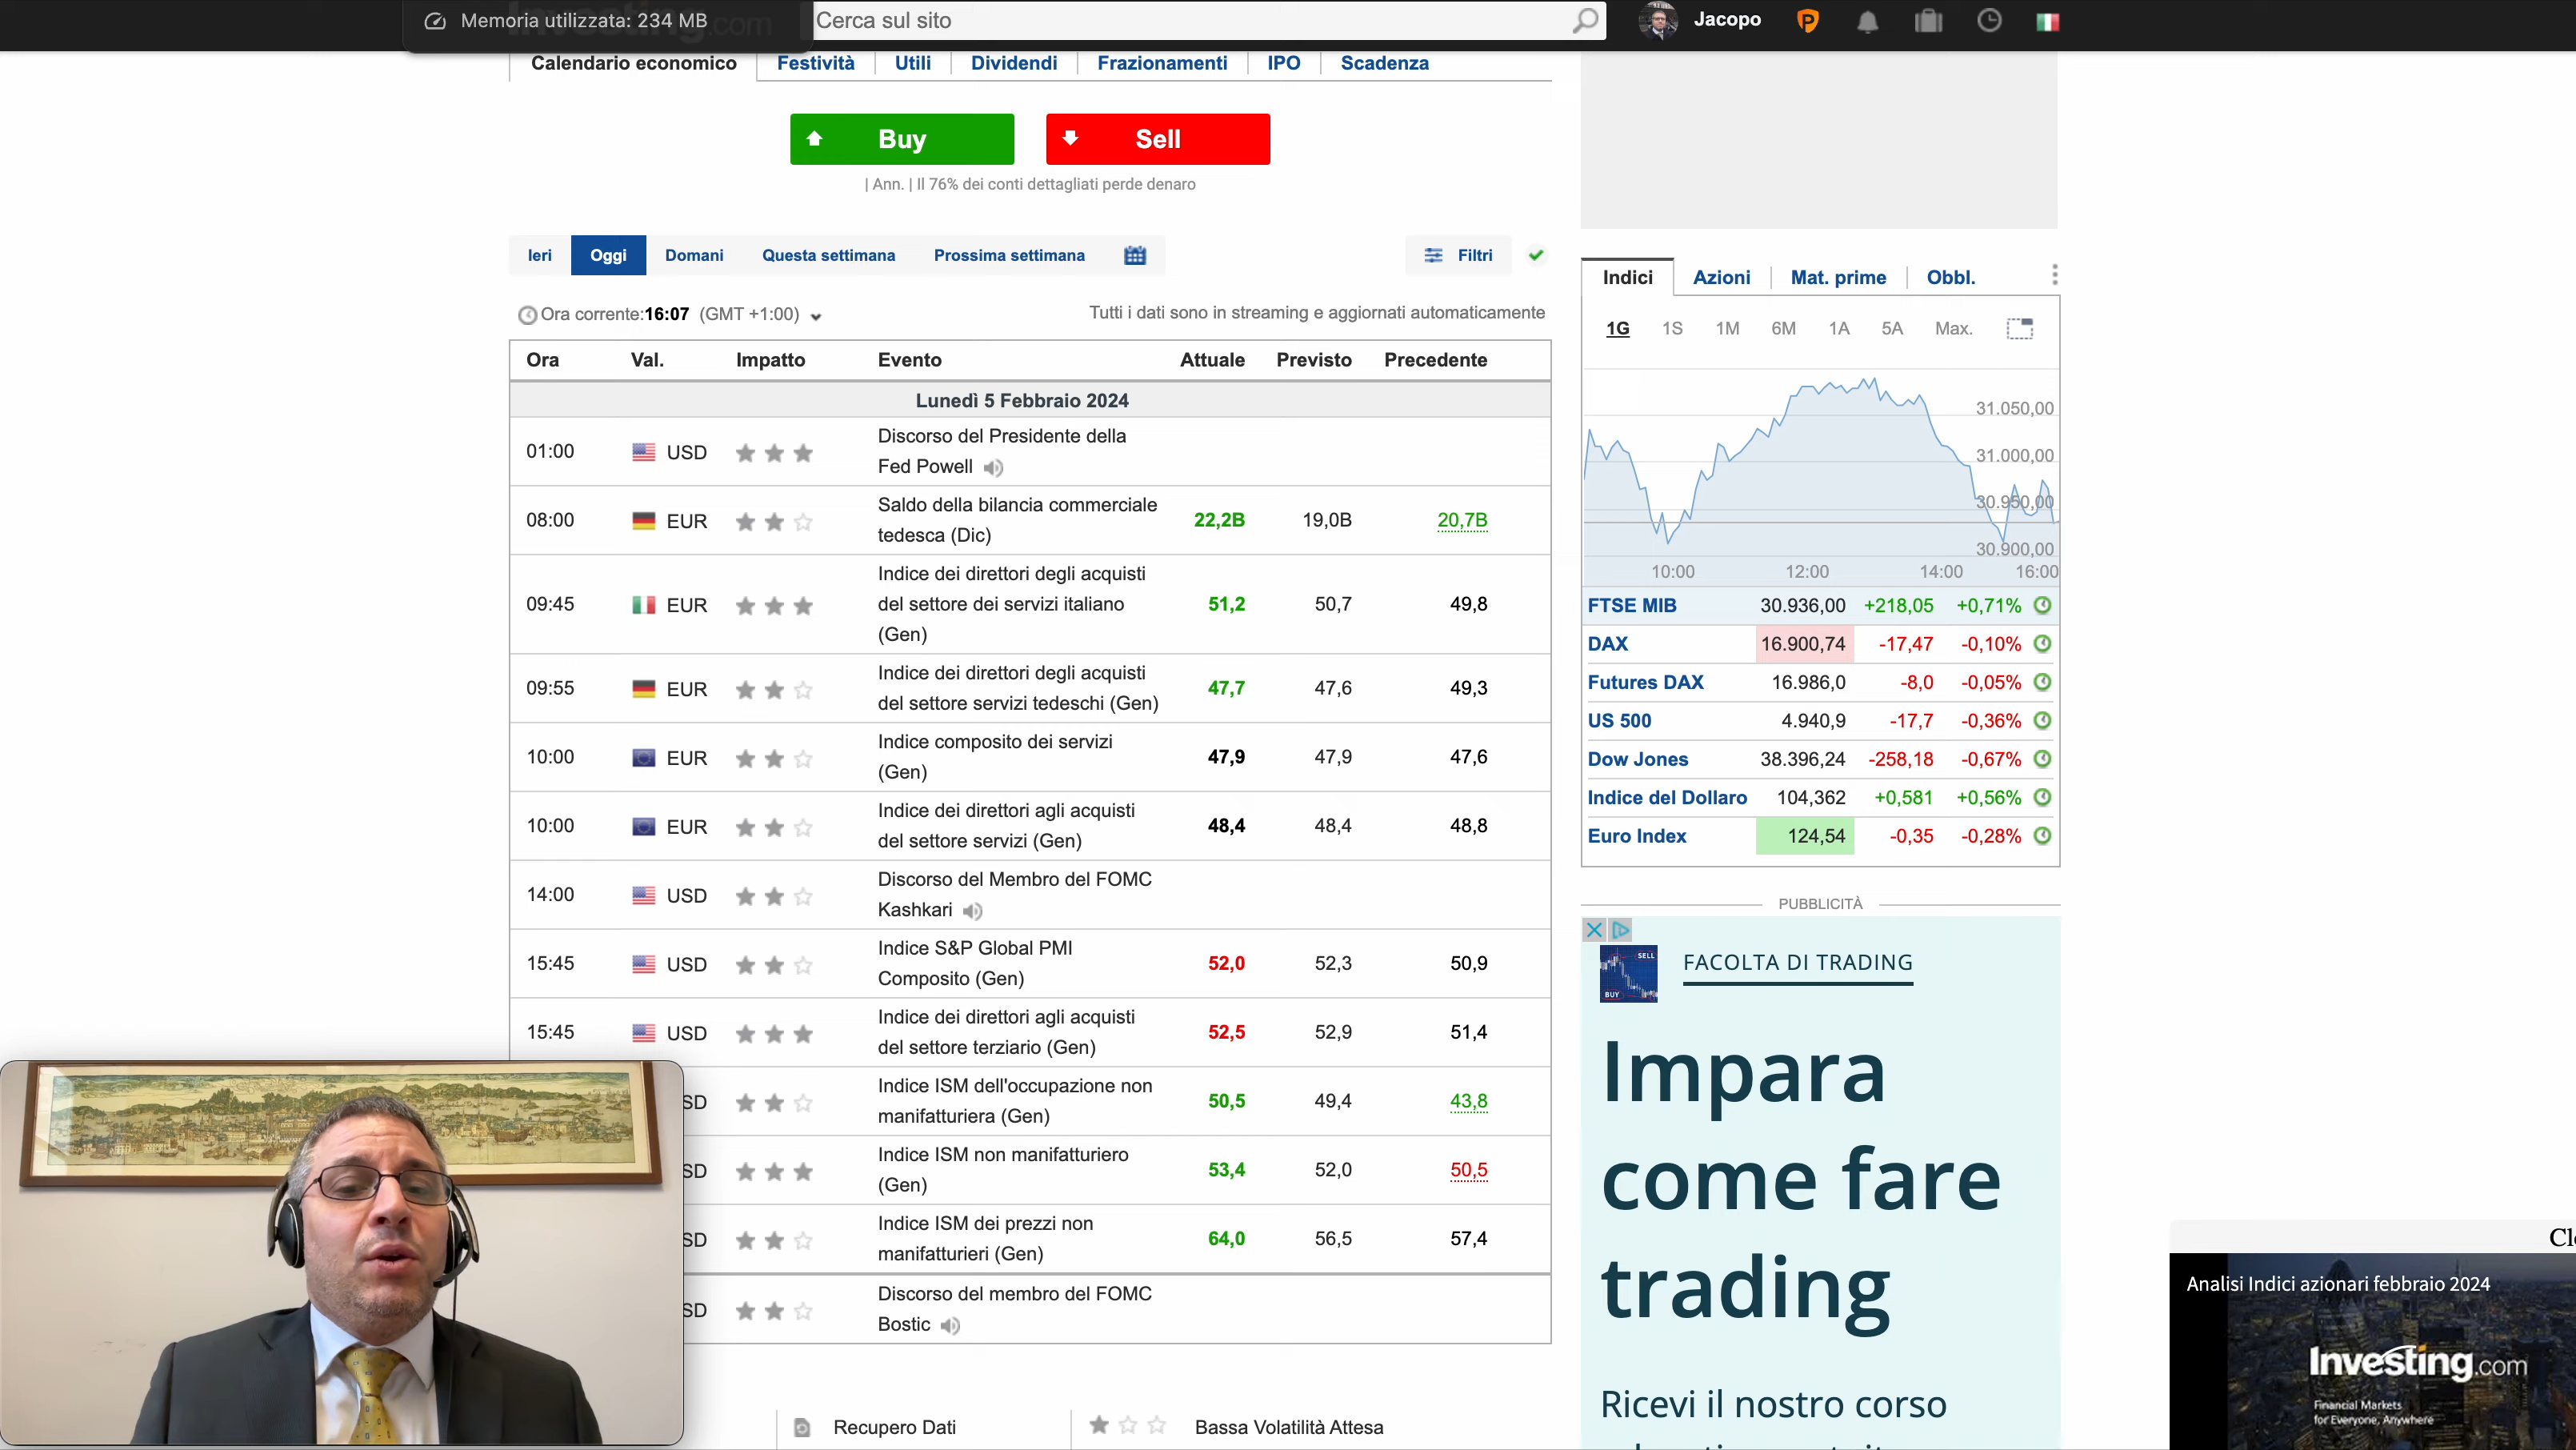 Memoria utilizzata: 234 MB
Investing.com
Cerca sul sito
Jacopo
Calendario economico Festività Utili Dividendi Frazionamenti IPO Scadenza
Buy Sell
| Ann. | Il 76% dei conti dettagliati perde denaro
Ieri Oggi Domani Questa settimana Prossima settimana Filtri
Ora corrente:16:07 (GMT +1:00) Tutti i dati sono in streaming e aggiornati automaticamente
Ora Val. Impatto Evento Attuale Previsto Precedente
Lunedì 5 Febbraio 2024
01:00 USD Discorso del Presidente della
Fed Powell
08:00 EUR Saldo della bilancia commerciale
tedesca (Dic) 22,2B 19,0B 20,7B
09:45 EUR Indice dei direttori degli acquisti
del settore dei servizi italiano
(Gen) 51,2 50,7 49,8
09:55 EUR Indice dei direttori degli acquisti
del settore servizi tedeschi (Gen) 47,7 47,6 49,3
10:00 EUR Indice composito dei servizi
(Gen) 47,9 47,9 47,6
10:00 EUR Indice dei direttori agli acquisti
del settore servizi (Gen) 48,4 48,4 48,8
14:00 USD Discorso del Membro del FOMC
Kashkari
15:45 USD Indice S&P Global PMI
Composito (Gen) 52,0 52,3 50,9
15:45 USD Indice dei direttori agli acquisti
del settore terziario (Gen) 52,5 52,9 51,4
SD Indice ISM dell'occupazione non
manifatturiera (Gen) 50,5 49,4 43,8
SD Indice ISM non manifatturiero
(Gen) 53,4 52,0 50,5
SD Indice ISM dei prezzi non
manifatturieri (Gen) 64,0 56,5 57,4
SD Discorso del membro del FOMC
Bostic
Recupero Dati Bassa Volatilità Attesa
Indici Azioni Mat. prime Obbl.
1G 1S 1M 6M 1A 5A Max.
31.050,00
31.000,00
30.950,00
30.900,00
10:00 12:00 14:00 16:00
FTSE MIB 30.936,00 +218,05 +0,71%
DAX 16.900,74 -17,47 -0,10%
Futures DAX 16.986,0 -8,0 -0,05%
US 500 4.940,9 -17,7 -0,36%
Dow Jones 38.396,24 -258,18 -0,67%
Indice del Dollaro 104,362 +0,581 +0,56%
Euro Index 124,54 -0,35 -0,28%
PUBBLICITÀ
SELL
BUY
FACOLTA DI TRADING
Impara
come fare
trading
Ricevi il nostro corso
Analisi Indici azionari febbraio 2024
Investing.com
Financial Markets
for Everyone, Anywhere